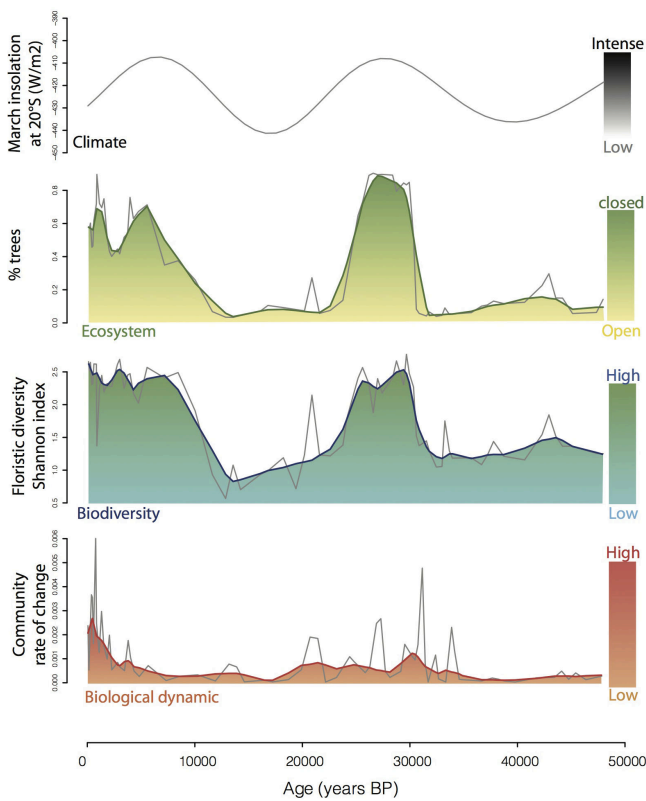 March insolation
at 20°S (W/m2)
-390
-400
-410
-420
-430
-440
-450
Climate
Intense
Low
% trees
0.8
0.6
0.4
0.2
0.0
closed
Ecosystem
Open
Floristic diversity
Shannon index
2.5
2.0
1.5
1.0
0.5
High
Biodiversity
Low
Community
rate of change
0.006
0.005
0.004
0.003
0.002
0.001
0.000
High
Biological dynamic
Low
0
10000
20000
30000
40000
50000
Age (years BP)